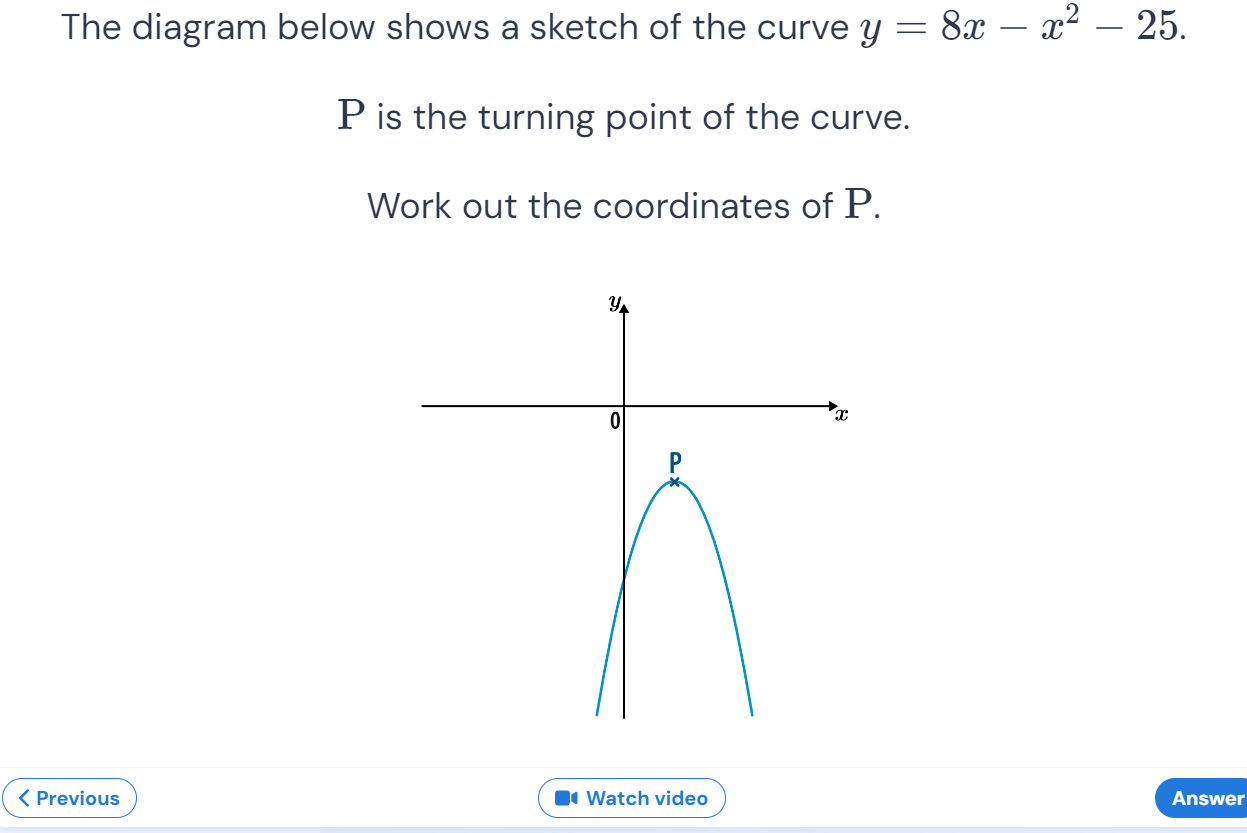 The diagram below shows a sketch of the curve y = 8x − x² − 25.
P is the turning point of the curve.
Work out the coordinates of P.
y
0
x
P
Previous
Watch video
Answer